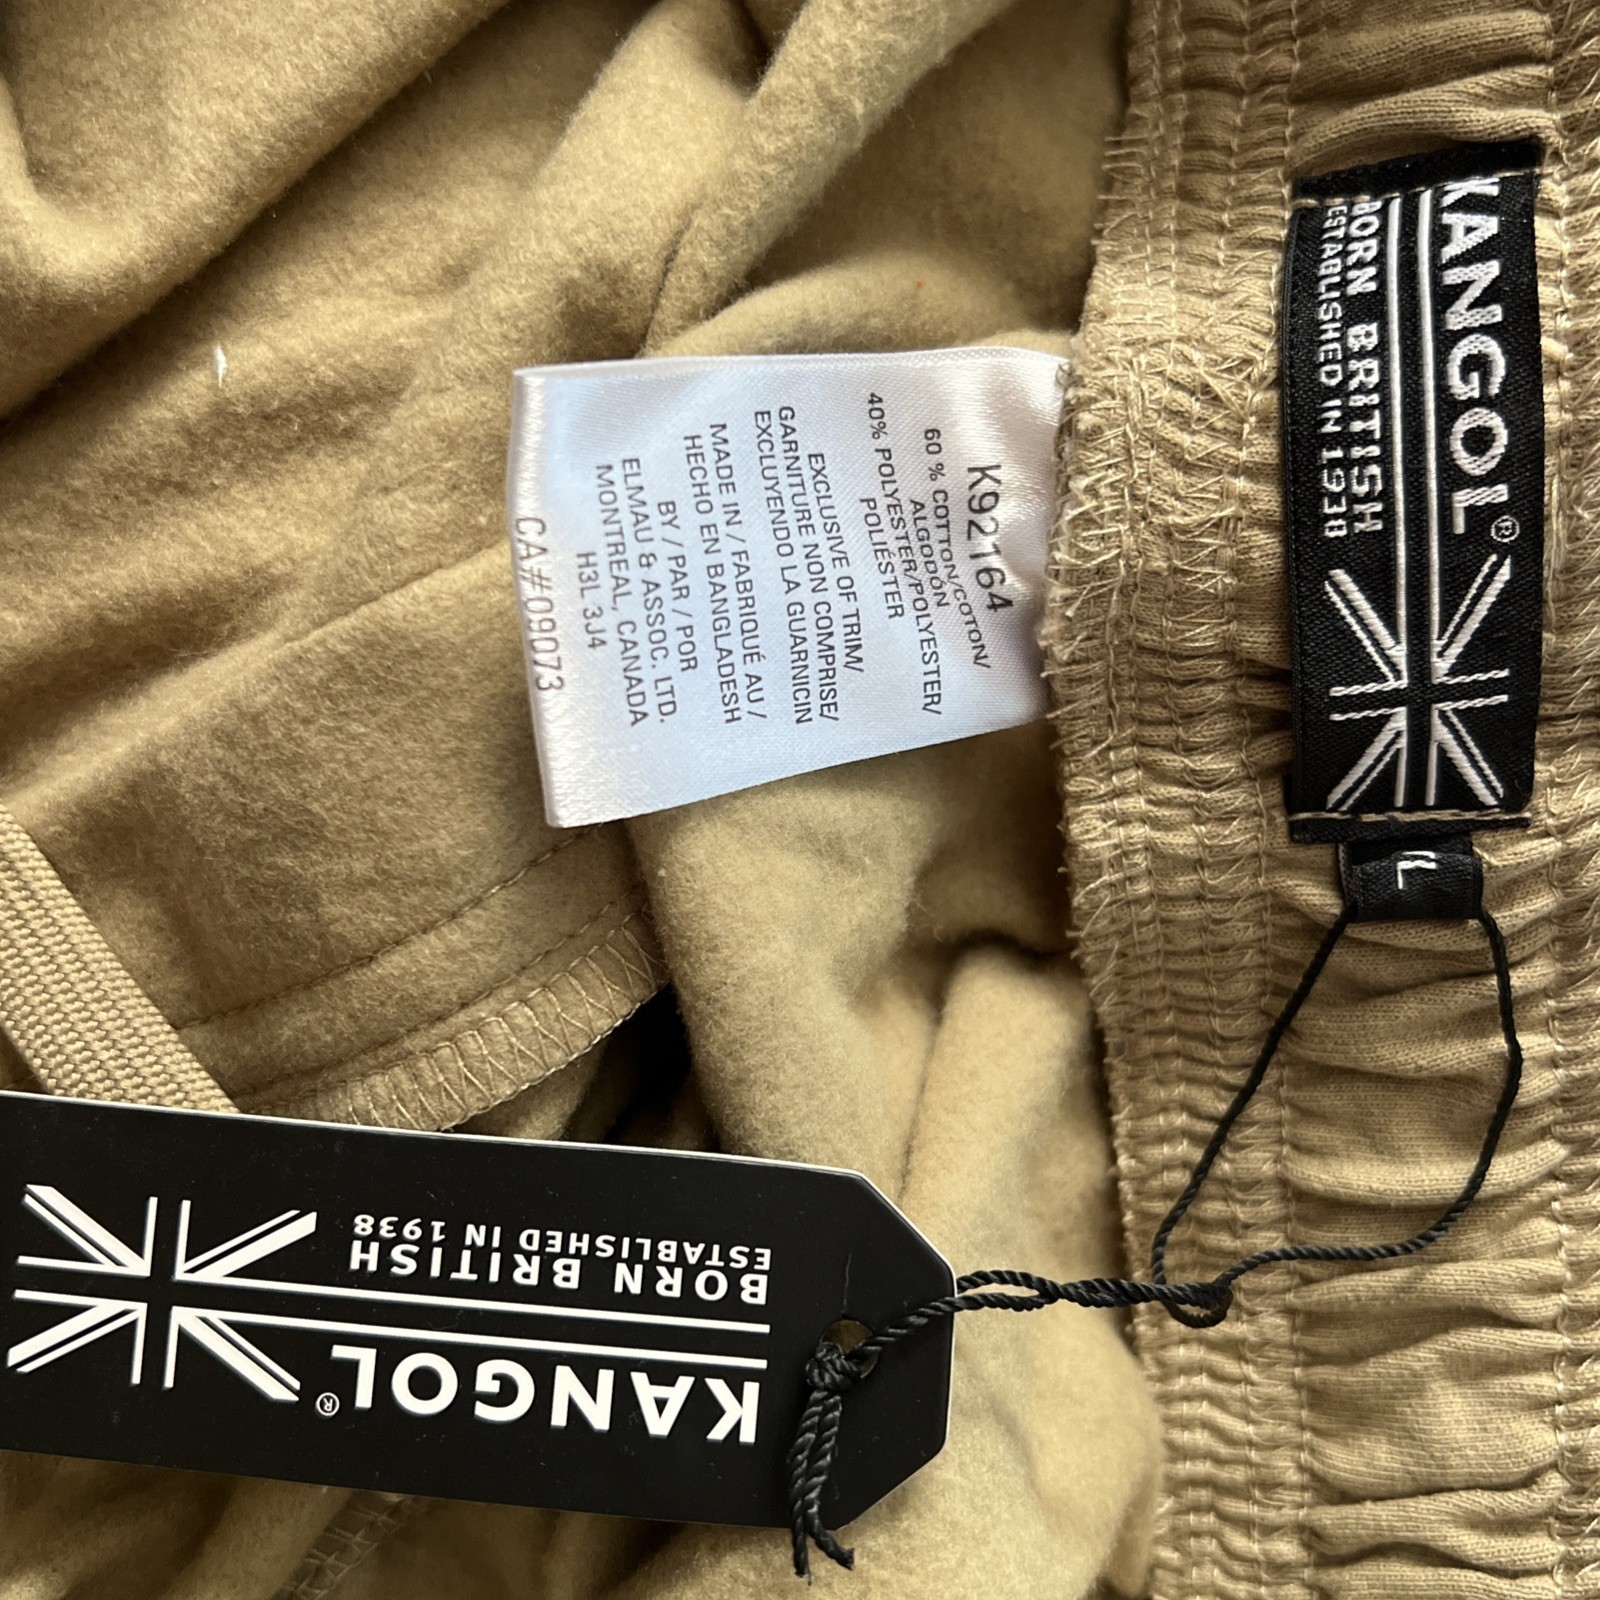 KANGOL®
BORN BRITISH
ESTABLISHED IN 1938
L
K92164
60 % COTTON/COTON/
ALGODÓN
40% POLYESTER/POLYESTER/
POLIÉSTER
EXCLUSIVE OF TRIM/
GARNITURE NON COMPRISE/
EXCLUYENDO LA GUARNICIN
MADE IN / FABRIQUÉ AU /
HECHO EN BANGLADESH
BY / PAR / POR
ELMAU & ASSOC. LTD.
MONTREAL, CANADA
H3L 3J4
CA#09073
KANGOL®
BORN BRITISH
ESTABLISHED IN 1938